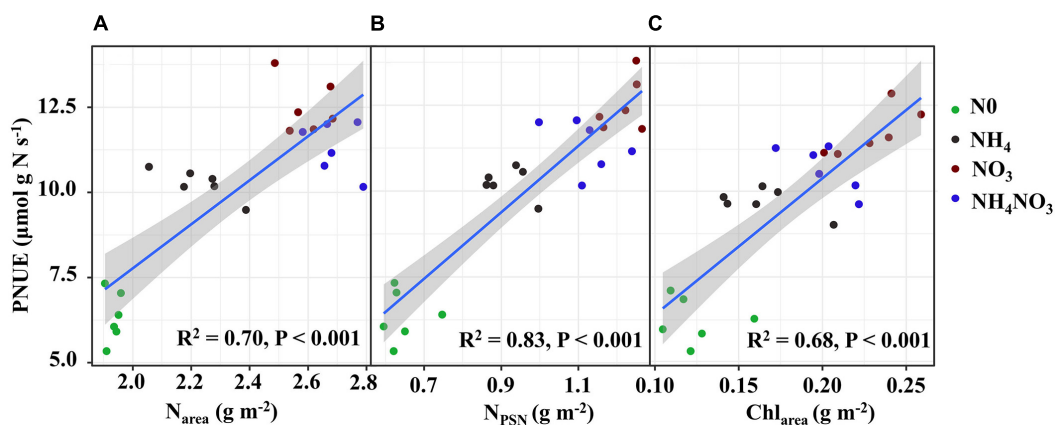 A B C
PNUE (μmol g N s⁻¹)
12.5
10.0
7.5
5.0
R² = 0.70, P < 0.001
R² = 0.83, P < 0.001
R² = 0.68, P < 0.001
2.0 2.2 2.4 2.6 2.8
0.7 0.9 1.1
0.10 0.15 0.20 0.25
N_area (g m⁻²)
N_PSN (g m⁻²)
Chl_area (g m⁻²)
N0
NH₄
NO₃
NH₄NO₃